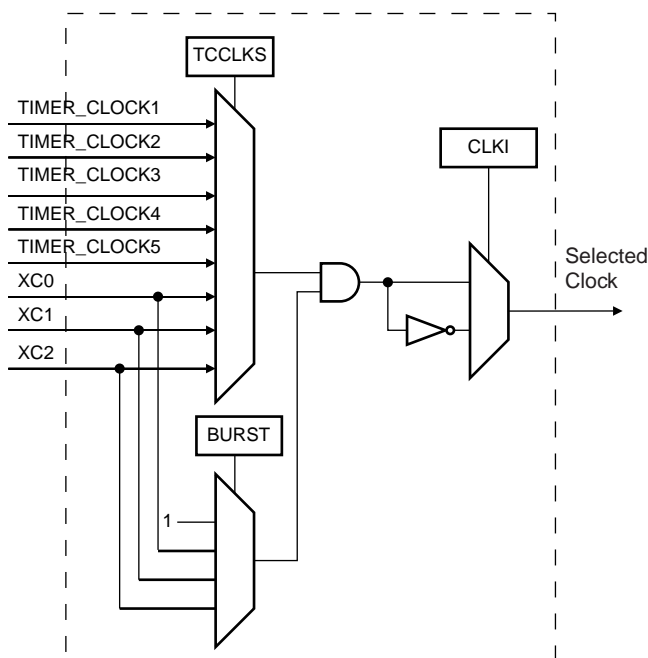 TCCLKS
TIMER_CLOCK1
TIMER_CLOCK2
TIMER_CLOCK3
TIMER_CLOCK4
TIMER_CLOCK5
XC0
XC1
XC2
CLKI
Selected
Clock
BURST
1